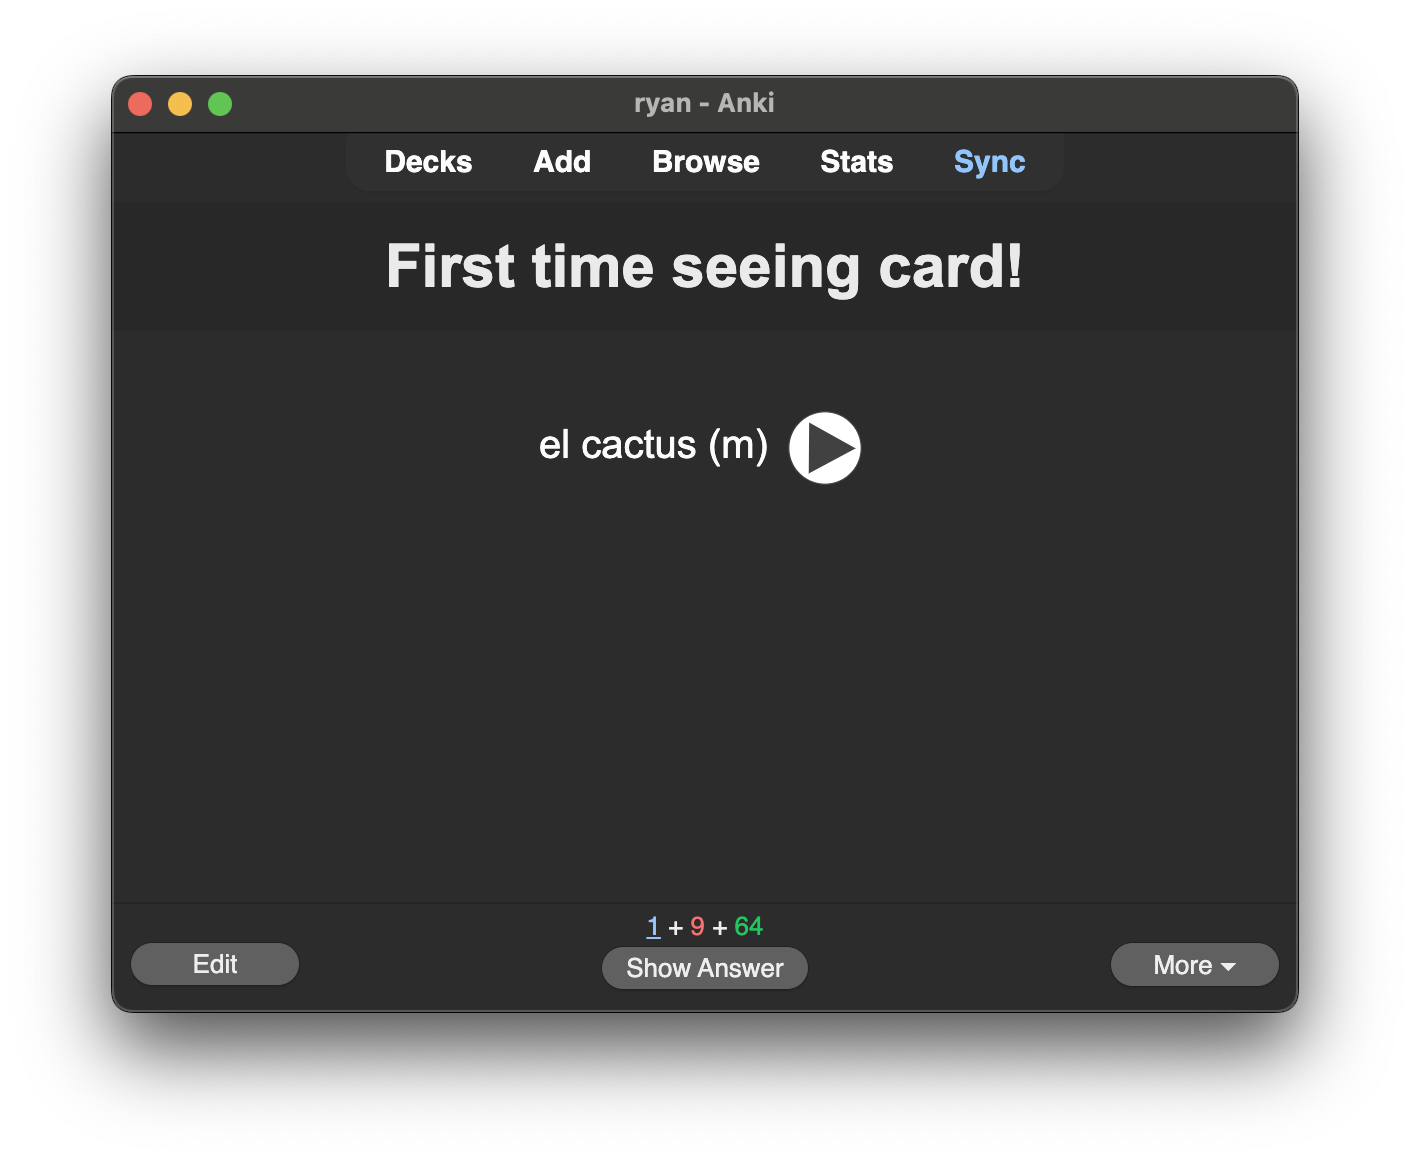 ryan - Anki
Decks Add Browse Stats Sync
First time seeing card!
el cactus (m)
1 + 9 + 64
Edit Show Answer More